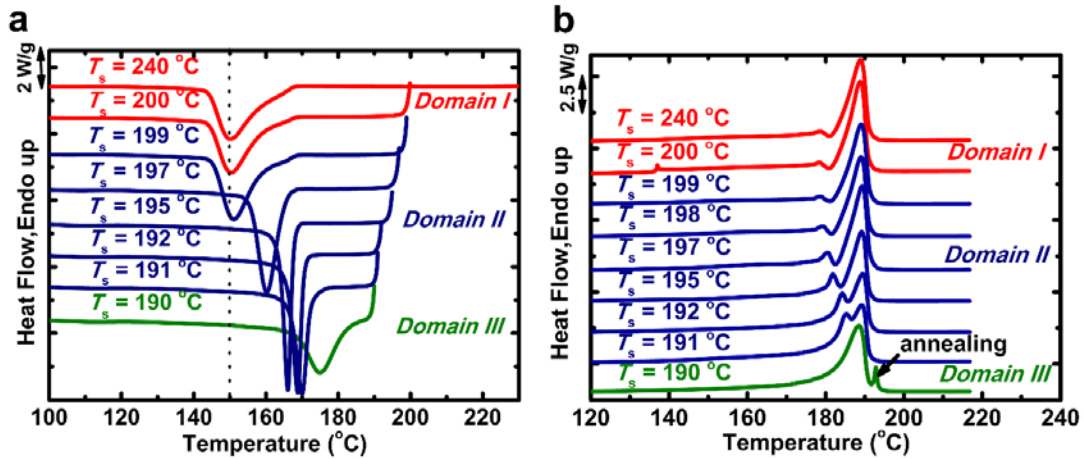 a
2 W/g
Heat Flow,Endo up
Tₛ = 240 °C
Tₛ = 200 °C
Tₛ = 199 °C
Tₛ = 197 °C
Tₛ = 195 °C
Tₛ = 192 °C
Tₛ = 191 °C
Tₛ = 190 °C
Domain I
Domain II
Domain III
100 120 140 160 180 200 220
Temperature (°C)
b
2.5 W/g
Heat Flow,Endo up
Tₛ = 240 °C
Tₛ = 200 °C
Tₛ = 199 °C
Tₛ = 198 °C
Tₛ = 197 °C
Tₛ = 195 °C
Tₛ = 192 °C
Tₛ = 191 °C
Tₛ = 190 °C
Domain I
Domain II
annealing
Domain III
120 140 160 180 200 220 240
Temperature (°C)